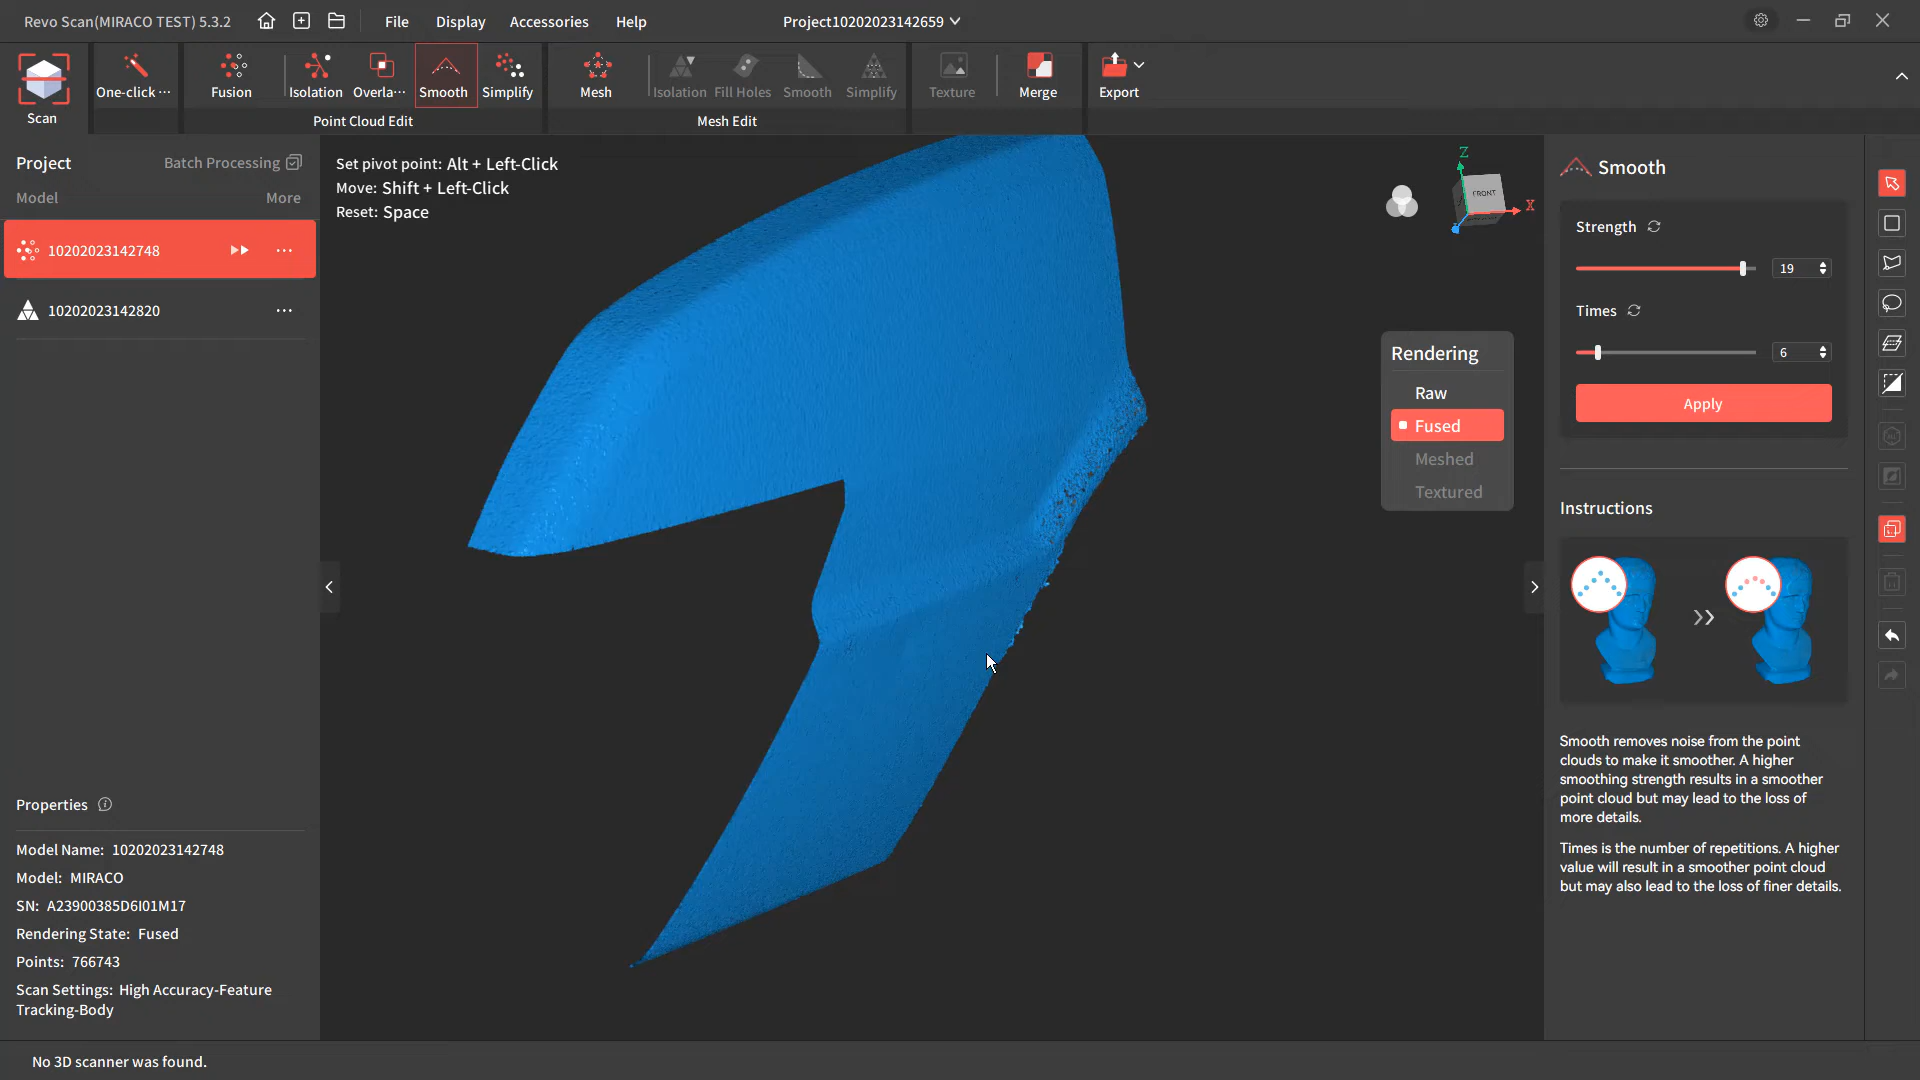 Revo Scan(MIRACO TEST) 5.3.2
File Display Accessories Help
Project10202023142659
Scan
One-click ···
Fusion
Isolation
Overla···
Smooth
Simplify
Point Cloud Edit
Mesh
Isolation
Fill Holes
Smooth
Simplify
Mesh Edit
Texture
Merge
Export
Project
Batch Processing
Model
More
10202023142748
10202023142820
Properties
Model Name: 10202023142748
Model: MIRACO
SN: A23900385D6I01M17
Rendering State: Fused
Points: 766743
Scan Settings: High Accuracy-Feature
Tracking-Body
No 3D scanner was found.
Set pivot point: Alt + Left-Click
Move: Shift + Left-Click
Reset: Space
Z
FRONT
X
Rendering
Raw
Fused
Meshed
Textured
Smooth
Strength
19
Times
6
Apply
Instructions
Smooth removes noise from the point
clouds to make it smoother. A higher
smoothing strength results in a smoother
point cloud but may lead to the loss of
more details.
Times is the number of repetitions. A higher
value will result in a smoother point cloud
but may also lead to the loss of finer details.